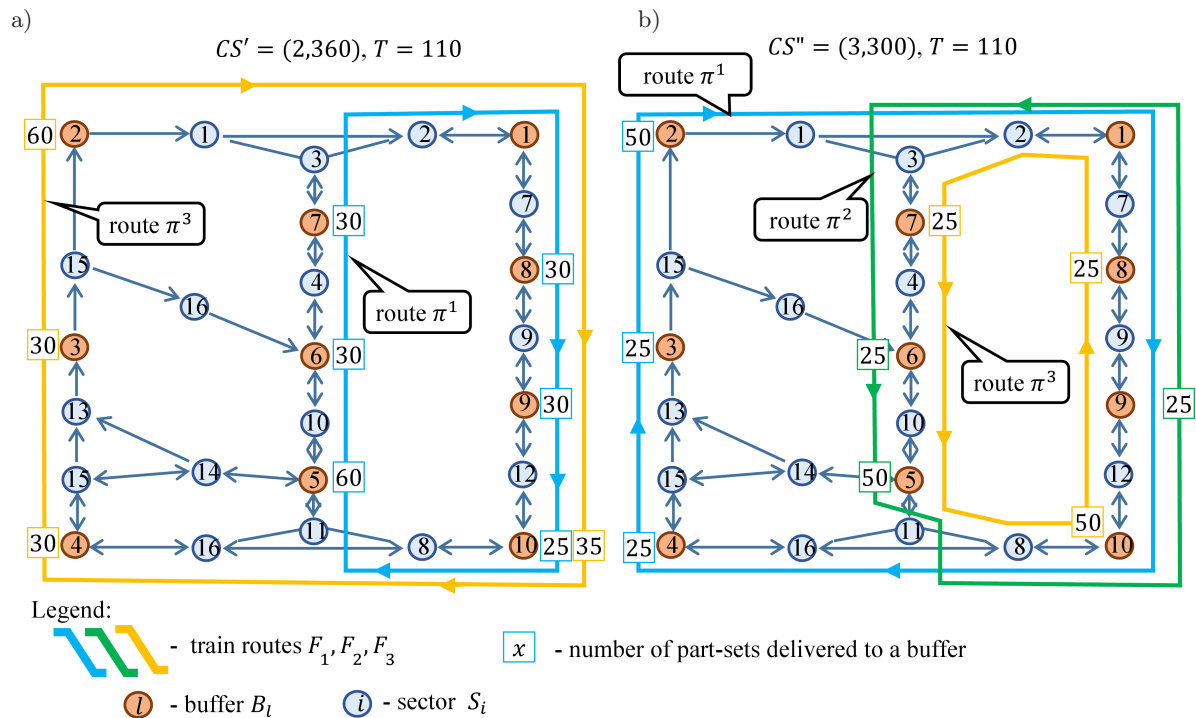 a)
b)
CS′ = (2,360), T = 110
CS" = (3,300), T = 110
route π¹
60 2 1 2 1
50 2 1 2 1
3
3
7 30 7
7 25 7
route π³
route π²
15 4 8 30
15 4 25 8
16
route π¹
16
9
9
30 3 6 30
25 3 25 6
route π³
13 10 9 30
13 10 9 25
15 14 5 60 12
15 14 50 5 12
11
11
30 4 16 8 10 25 35
25 4 16 8 50 10
Legend:
- train routes F₁, F₂, F₃
x - number of part-sets delivered to a buffer
l - buffer Bₗ
i - sector Sᵢ